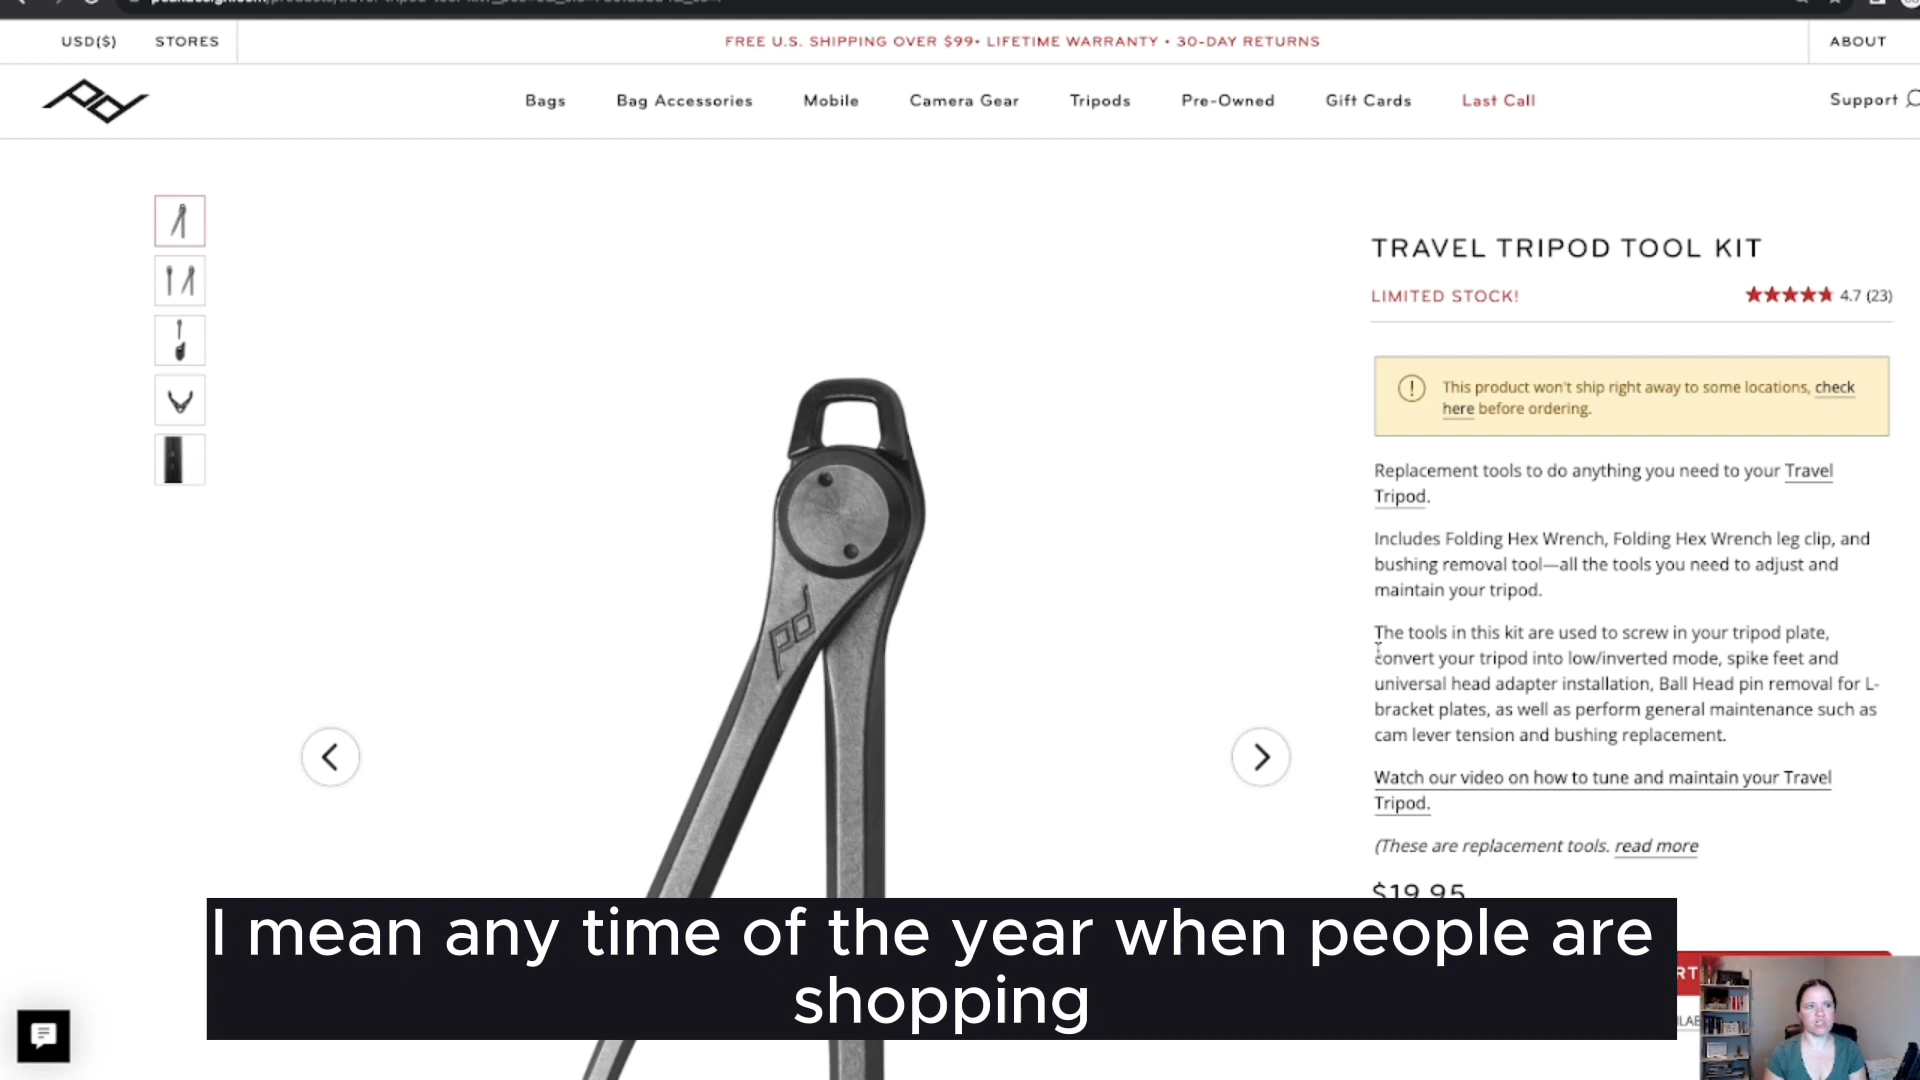 USD($) STORES
FREE U.S. SHIPPING OVER $99• LIFETIME WARRANTY • 30-DAY RETURNS
ABOUT
Bags Bag Accessories Mobile Camera Gear Tripods Pre-Owned Gift Cards Last Call
Support
TRAVEL TRIPOD TOOL KIT
LIMITED STOCK!
4.7 (23)
This product won't ship right away to some locations, check
here before ordering.
Replacement tools to do anything you need to your Travel
Tripod.
Includes Folding Hex Wrench, Folding Hex Wrench leg clip, and
bushing removal tool—all the tools you need to adjust and
maintain your tripod.
The tools in this kit are used to screw in your tripod plate,
convert your tripod into low/inverted mode, spike feet and
universal head adapter installation, Ball Head pin removal for L-
bracket plates, as well as perform general maintenance such as
cam lever tension and bushing replacement.
Watch our video on how to tune and maintain your Travel
Tripod.
(These are replacement tools. read more
$19.95
I mean any time of the year when people are
shopping